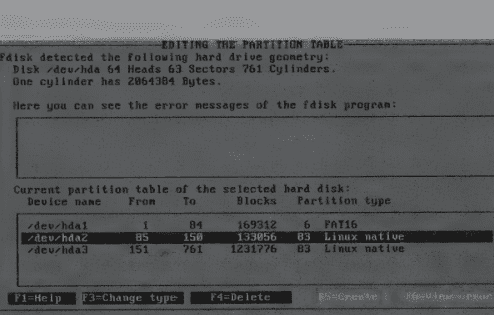 EDITING THE PARTITION TABLE
Fdisk detected the following hard drive geometry:
Disk /dev/hda 64 Heads 63 Sectors 761 Cylinders.
One cylinder has 2064384 Bytes.
Here you can see the error messages of the fdisk program:
Current partition table of the selected hard disk:
Device name From To Blocks Partition type
/dev/hda1 1 84 169312 6 FAT16
/dev/hda2 85 150 133056 83 Linux native
/dev/hda3 151 761 1231776 83 Linux native
F1=Help F3=Change type F4=Delete F5=Create